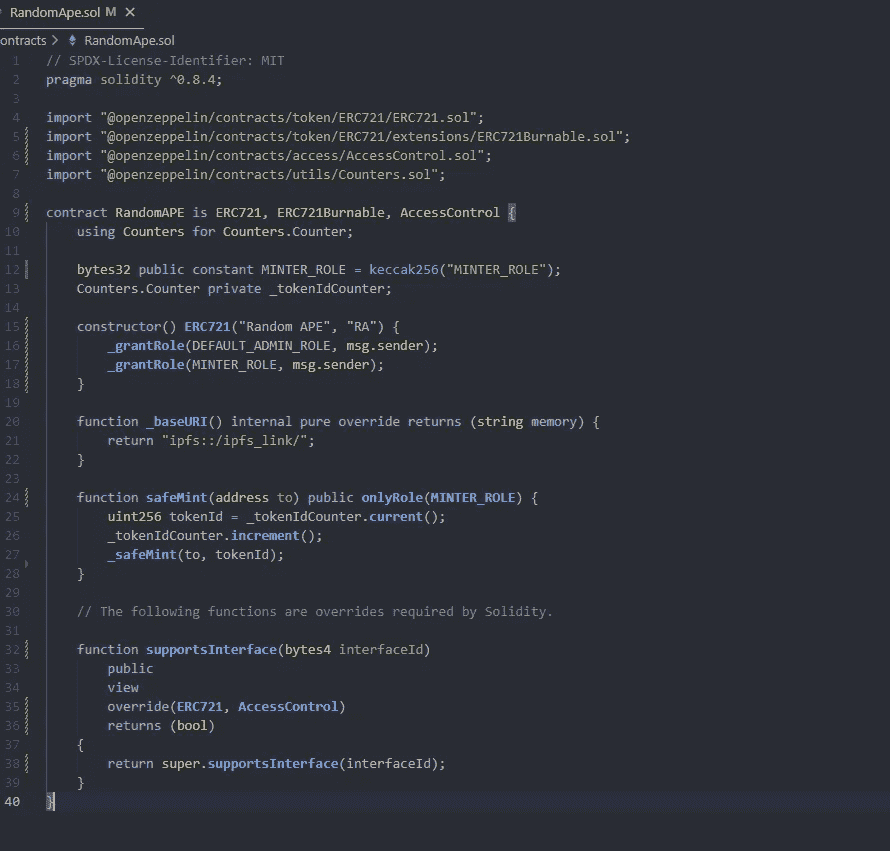 RandomApe.sol M ✕
ontracts > RandomApe.sol
1 // SPDX-License-Identifier: MIT
2 pragma solidity ^0.8.4;
3
4 import "@openzeppelin/contracts/token/ERC721/ERC721.sol";
5 import "@openzeppelin/contracts/token/ERC721/extensions/ERC721Burnable.sol";
6 import "@openzeppelin/contracts/access/AccessControl.sol";
7 import "@openzeppelin/contracts/utils/Counters.sol";
8
9 contract RandomAPE is ERC721, ERC721Burnable, AccessControl {
10     using Counters for Counters.Counter;
11
12     bytes32 public constant MINTER_ROLE = keccak256("MINTER_ROLE");
13     Counters.Counter private _tokenIdCounter;
14
15     constructor() ERC721("Random APE", "RA") {
16         _grantRole(DEFAULT_ADMIN_ROLE, msg.sender);
17         _grantRole(MINTER_ROLE, msg.sender);
18     }
19
20     function _baseURI() internal pure override returns (string memory) {
21         return "ipfs::/ipfs_link/";
22     }
23
24     function safeMint(address to) public onlyRole(MINTER_ROLE) {
25         uint256 tokenId = _tokenIdCounter.current();
26         _tokenIdCounter.increment();
27         _safeMint(to, tokenId);
28     }
29
30     // The following functions are overrides required by Solidity.
31
32     function supportsInterface(bytes4 interfaceId)
33         public
34         view
35         override(ERC721, AccessControl)
36         returns (bool)
37     {
38         return super.supportsInterface(interfaceId);
39     }
40 }